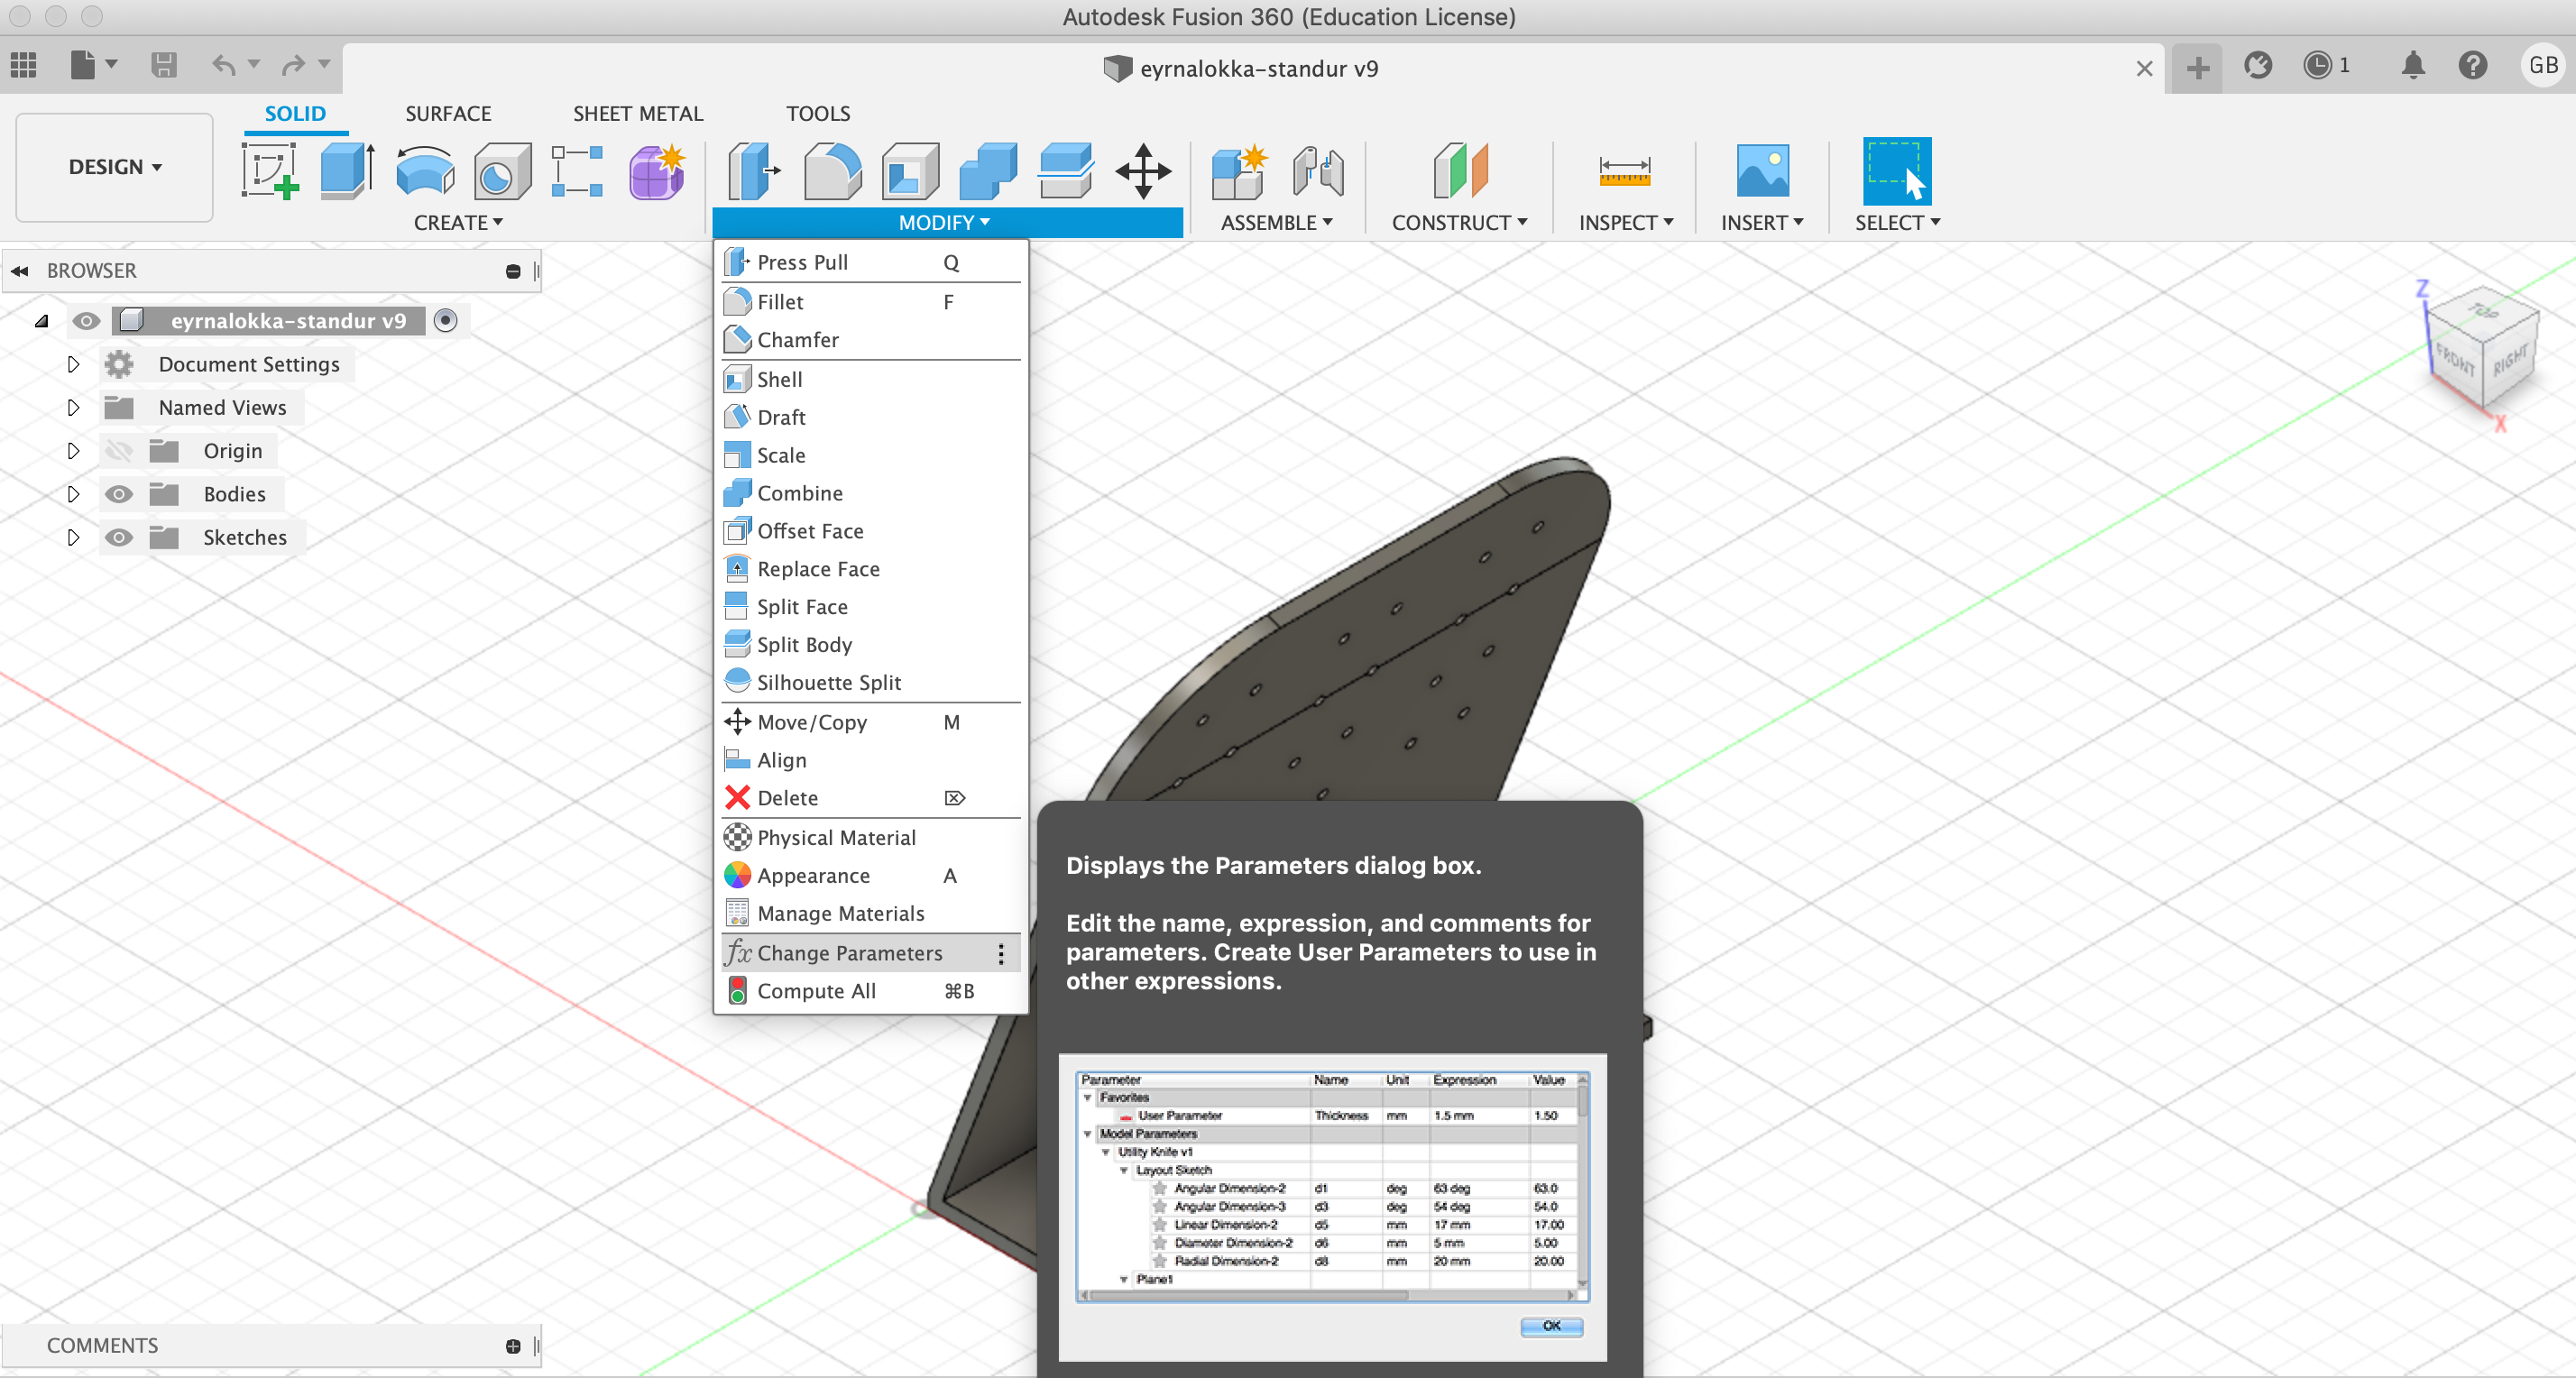 Autodesk Fusion 360 (Education License)
eyrnalokka-standur v9
1
GB
SOLID
SURFACE
SHEET METAL
TOOLS
DESIGN
CREATE
MODIFY
ASSEMBLE
CONSTRUCT
INSPECT
INSERT
SELECT
BROWSER
eyrnalokka-standur v9
Document Settings
Named Views
Origin
Bodies
Sketches
Press Pull Q
Fillet F
Chamfer
Shell
Draft
Scale
Combine
Offset Face
Replace Face
Split Face
Split Body
Silhouette Split
Move/Copy M
Align
Delete
Physical Material
Appearance A
Manage Materials
fx Change Parameters
Compute All ⌘B
Z
TOP
FRONT
RIGHT
X
Displays the Parameters dialog box.
Edit the name, expression, and comments for
parameters. Create User Parameters to use in
other expressions.
Parameter Name Unit Expression Value
Favorites
User Parameter Thickness mm 1.5 mm 1.50
Model Parameters
Utility Knife v1
Layout Sketch
Angular Dimension-2 d1 deg 63 deg 63.0
Angular Dimension-3 d3 deg 54 deg 54.0
Linear Dimension-2 d5 mm 17 mm 17.00
Diameter Dimension-2 d6 mm 5 mm 5.00
Radial Dimension-2 d8 mm 20 mm 20.00
Plane1
OK
COMMENTS